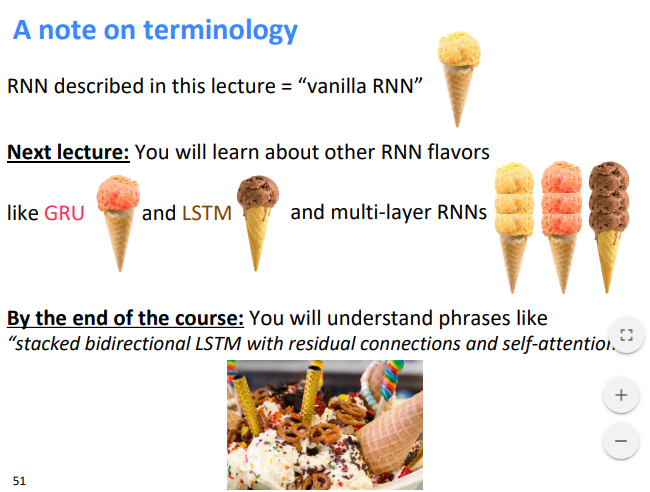 A note on terminology
RNN described in this lecture = “vanilla RNN”
Next lecture: You will learn about other RNN flavors
like GRU and LSTM and multi-layer RNNs
By the end of the course: You will understand phrases like
“stacked bidirectional LSTM with residual connections and self-attention
51